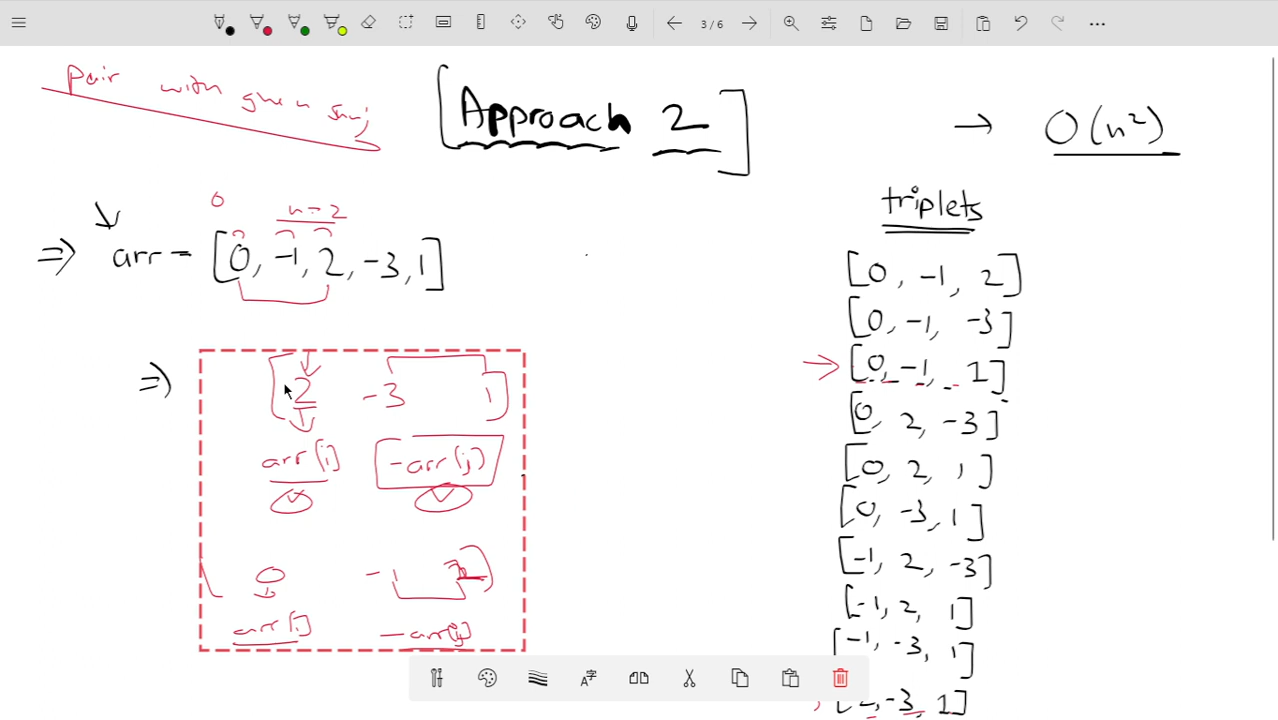 3 / 6
Pair with given sum
[Approach 2]
→ O(n²)
triplets
0
n = 2
⇒ arr = [0, -1, 2, -3, 1]
[0, -1, 2]
[0, -1, -3]
→ [0, -1, 1]
[0, 2, -3]
[0, 2, 1]
[0, -3, 1]
[-1, 2, -3]
[-1, 2, 1]
[-1, -3, 1]
-3, 1]
⇒ [2 -3 1]
arr[i] -arr[j]
0 -1
arr[i] -arr[j]